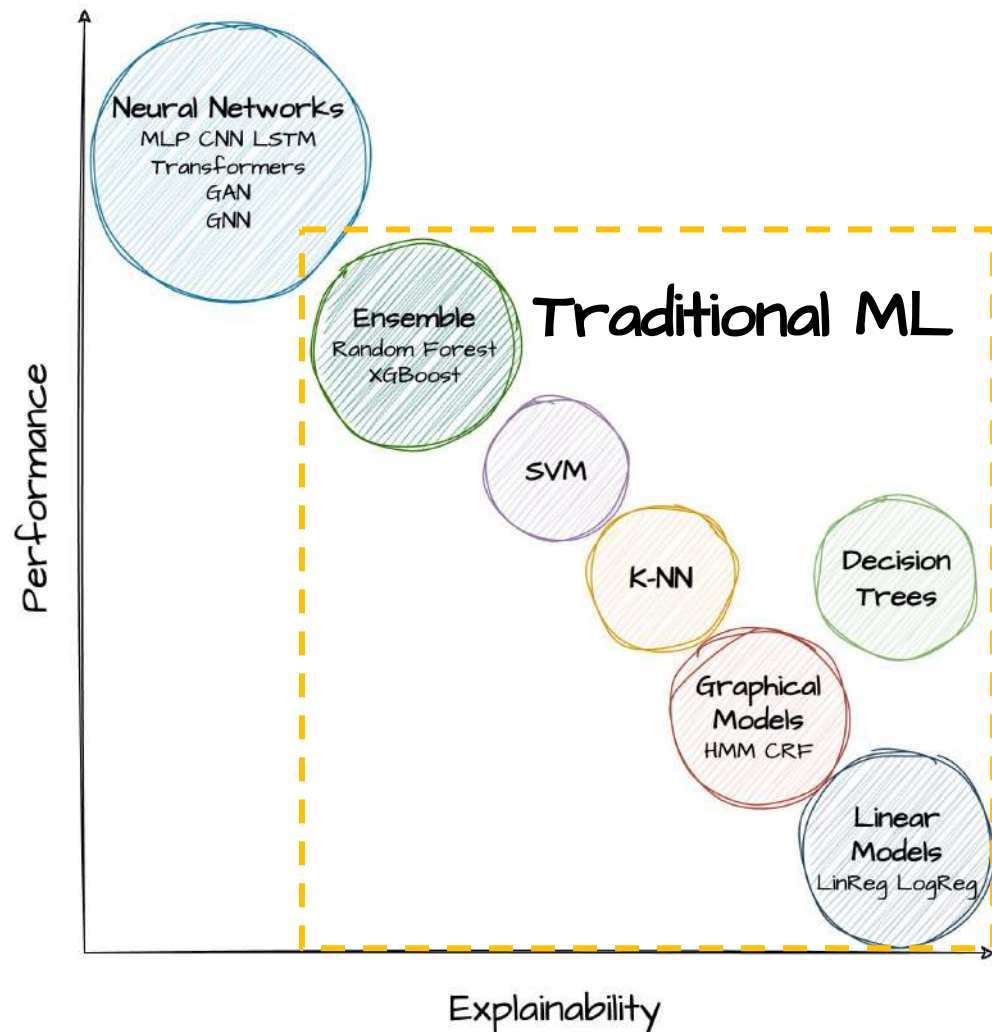 Neural Networks
MLP CNN LSTM
Transformers
GAN
GNN
Traditional ML
Ensemble
Random Forest
XGBoost
SVM
K-NN
Decision
Trees
Graphical
Models
HMM CRF
Linear
Models
LinReg LogReg
Performance
Explainability